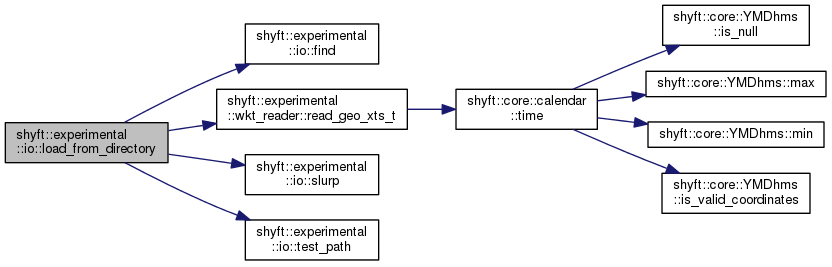 shyft::experimental
::io::load_from_directory
shyft::experimental
::io::find
shyft::experimental
::wkt_reader::read_geo_xts_t
shyft::experimental
::io::slurp
shyft::experimental
::io::test_path
shyft::core::calendar
::time
shyft::core::YMDhms
::is_null
shyft::core::YMDhms::max
shyft::core::YMDhms::min
shyft::core::YMDhms
::is_valid_coordinates